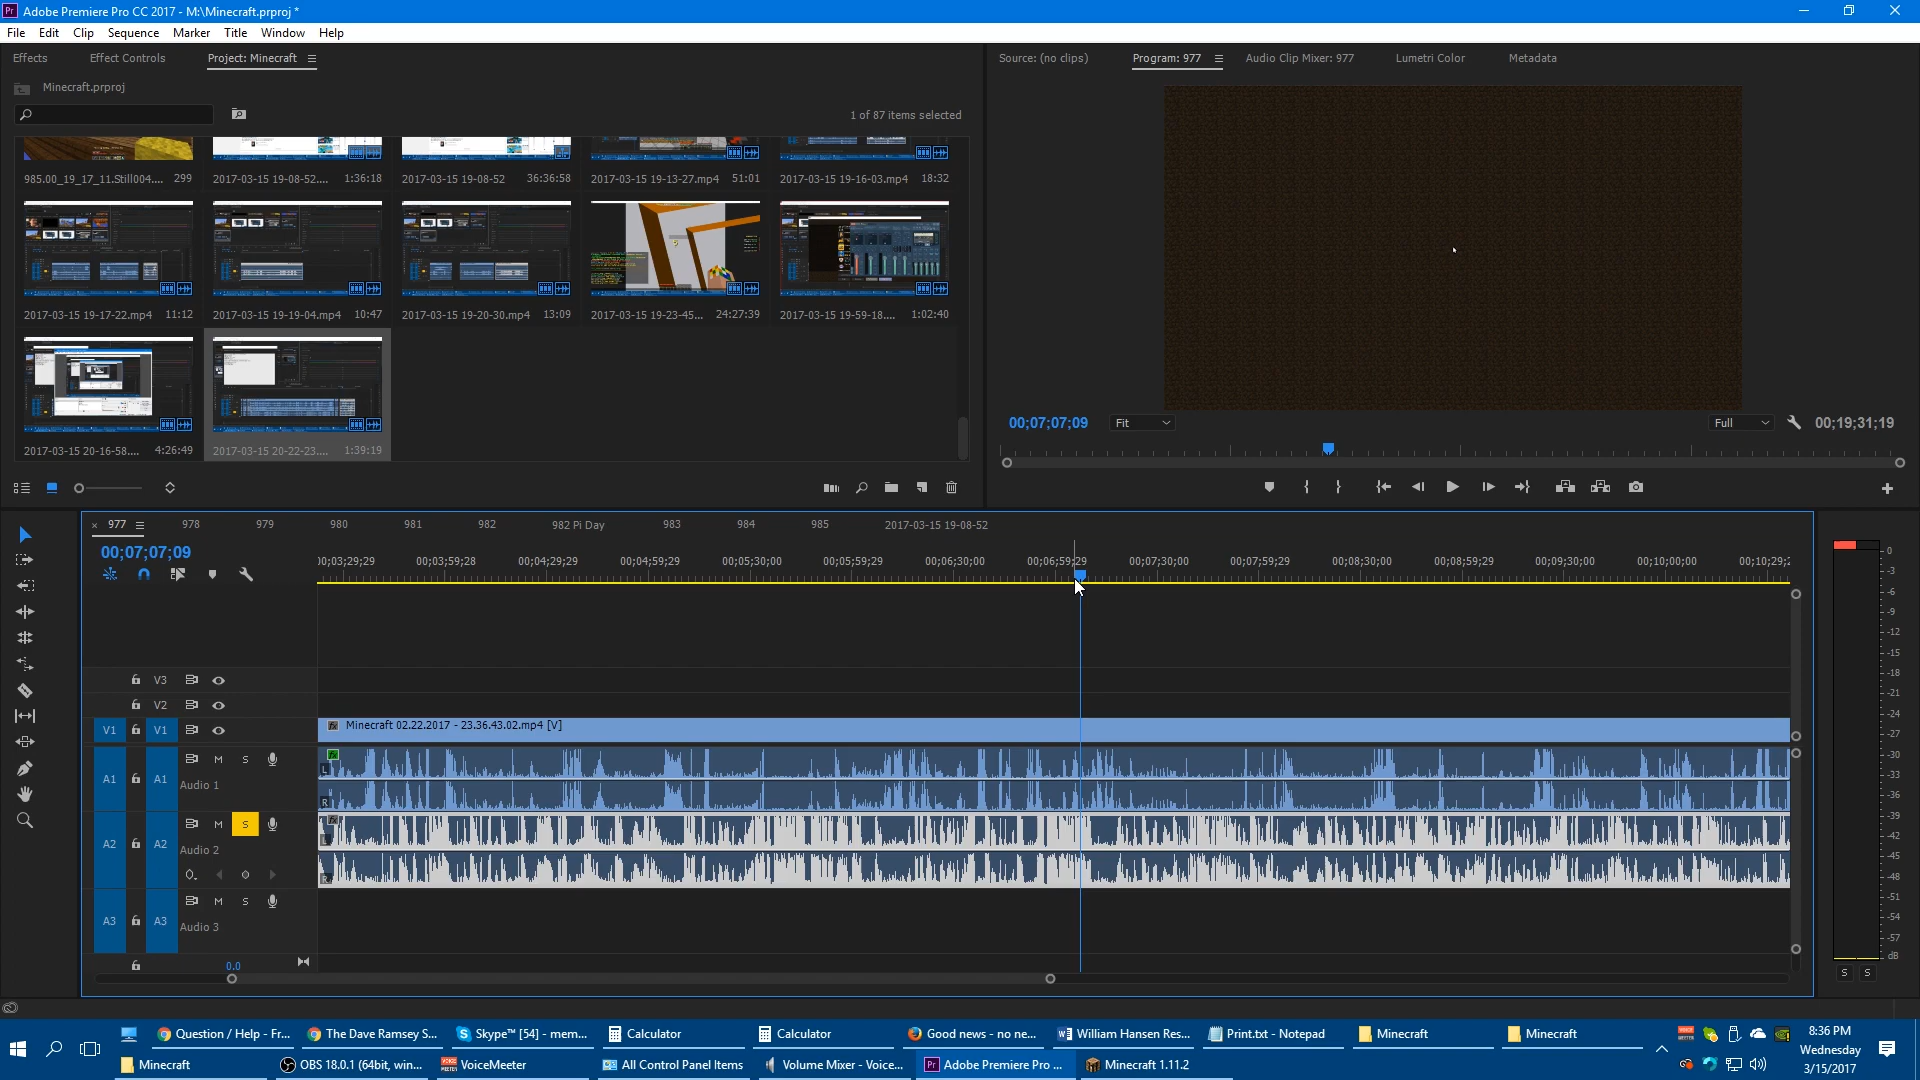 Adobe Premiere Pro CC 2017 - M:\Minecraft.prproj *
File Edit Clip Sequence Marker Title Window Help
Effects Effect Controls Project: Minecraft
Source: (no clips) Program: 977 Audio Clip Mixer: 977 Lumetri Color Metadata
Minecraft.prproj
1 of 87 items selected
985.00_19_17_11.Still004.... 299
2017-03-15 19-08-52.... 1:36:18
2017-03-15 19-08-52 36:36:58
2017-03-15 19-13-27.mp4 51:01
2017-03-15 19-16-03.mp4 18:32
2017-03-15 19-17-22.mp4 11:12
2017-03-15 19-19-04.mp4 10:47
2017-03-15 19-20-30.mp4 13:09
2017-03-15 19-23-45... 24:27:39
2017-03-15 19-59-18.... 1:02:40
2017-03-15 20-16-58.... 4:26:49
2017-03-15 20-22-23.... 1:39:19
00;07;07;09 Fit Full 00;19;31;19
× 977 978 979 980 981 982 982 Pi Day 983 984 985 2017-03-15 19-08-52
00;07;07;09
00;03;59;28 00;04;29;29 00;04;59;29 00;05;30;00 00;05;59;29 00;06;30;00 00;06;59;29 00;07;30;00 00;07;59;29 00;08;30;00 00;08;59;29 00;09;30;00 00;10;00;00
V3
V2
V1 V1 Minecraft 02.22.2017 - 23.36.43.02.mp4 [V]
A1 A1 M S
Audio 1
L
R
A2 A2 M S
Audio 2
L
R
A3 A3 M S
Audio 3
0.0
0
-3
-6
-9
-12
-15
-18
-21
-24
-27
-30
-33
-36
-39
-42
-45
-48
-51
-54
-57
dB
S S
Question / Help - Fr... The Dave Ramsey S... Skype™ [54] - mem... Calculator Calculator Good news - no ne... William Hansen Res... Print.txt - Notepad Minecraft Minecraft
Minecraft OBS 18.0.1 (64bit, win... VoiceMeeter All Control Panel Items Volume Mixer - Voice... Adobe Premiere Pro ... Minecraft 1.11.2
8:36 PM
Wednesday
3/15/2017